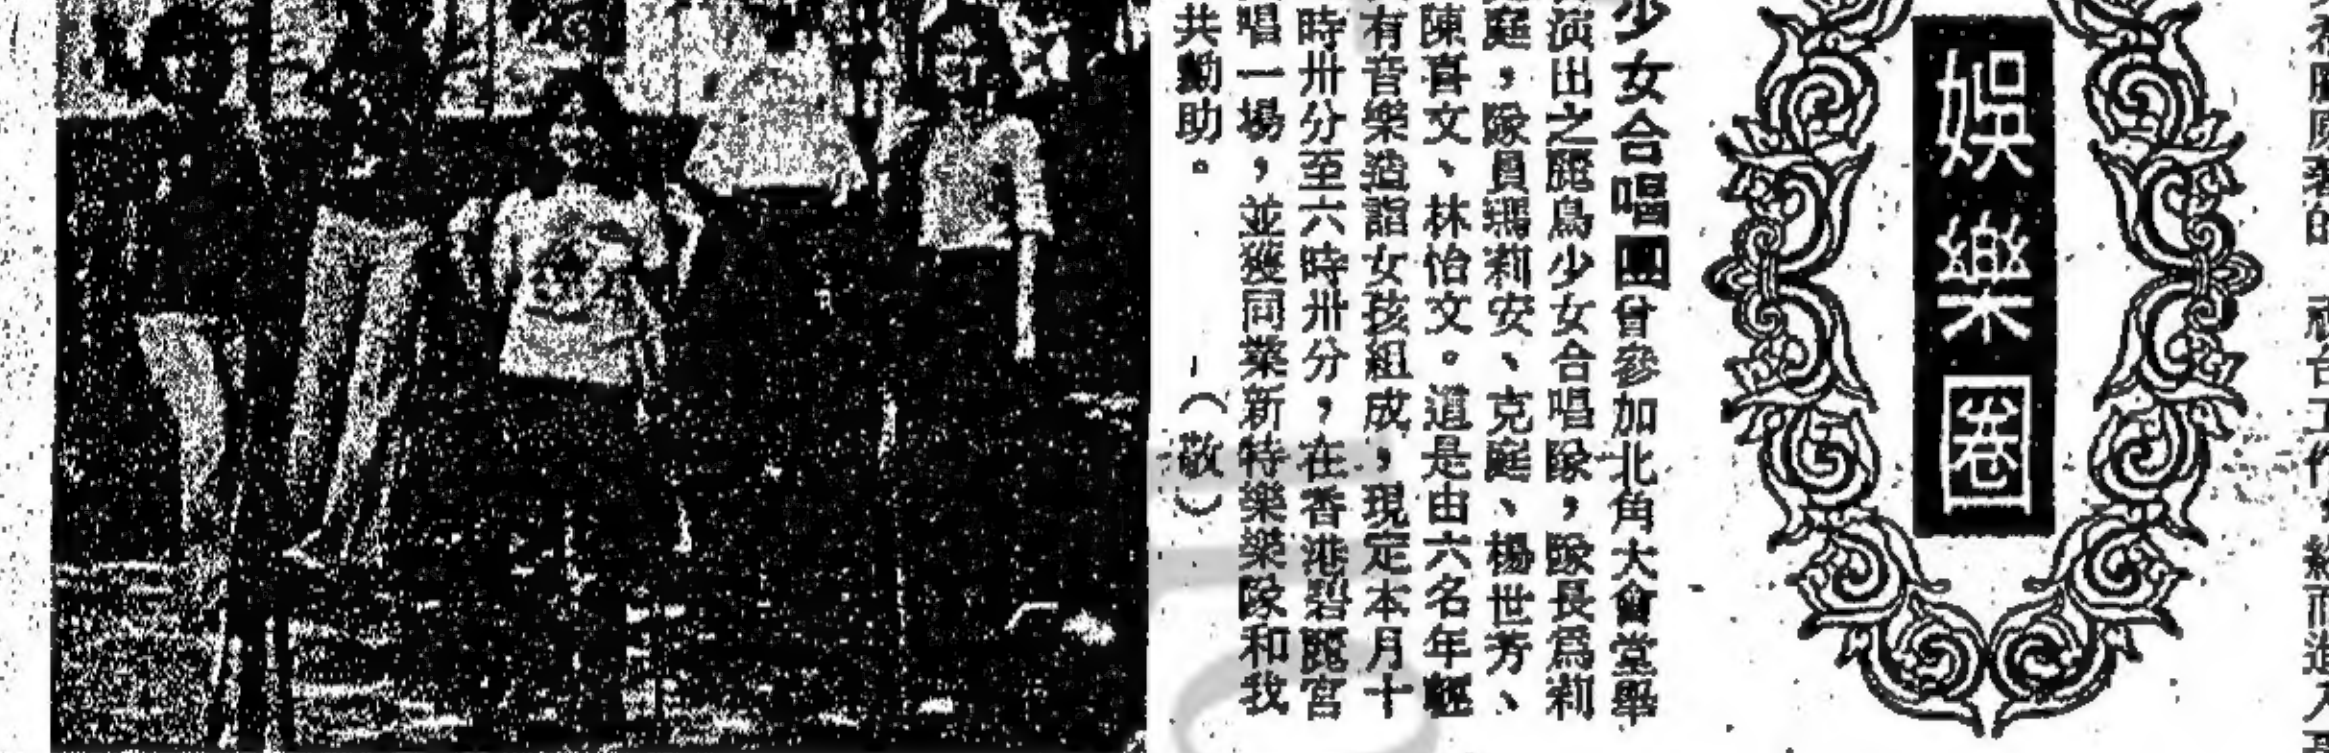 娛樂圈
少女合唱團曾參加北角大會堂舉
演出之麗鳥少女合唱隊，隊長為莉
庭，隊員瑪莉安、克庭、楊世芳、
陳音文、林怡文。這是由六名年輕
有音樂造詣女孩組成，現定本月十
時卅分至六時卅分，在香港碧麗宮
唱一場，並獲同業新特樂樂隊和我
共勷助。（敬）